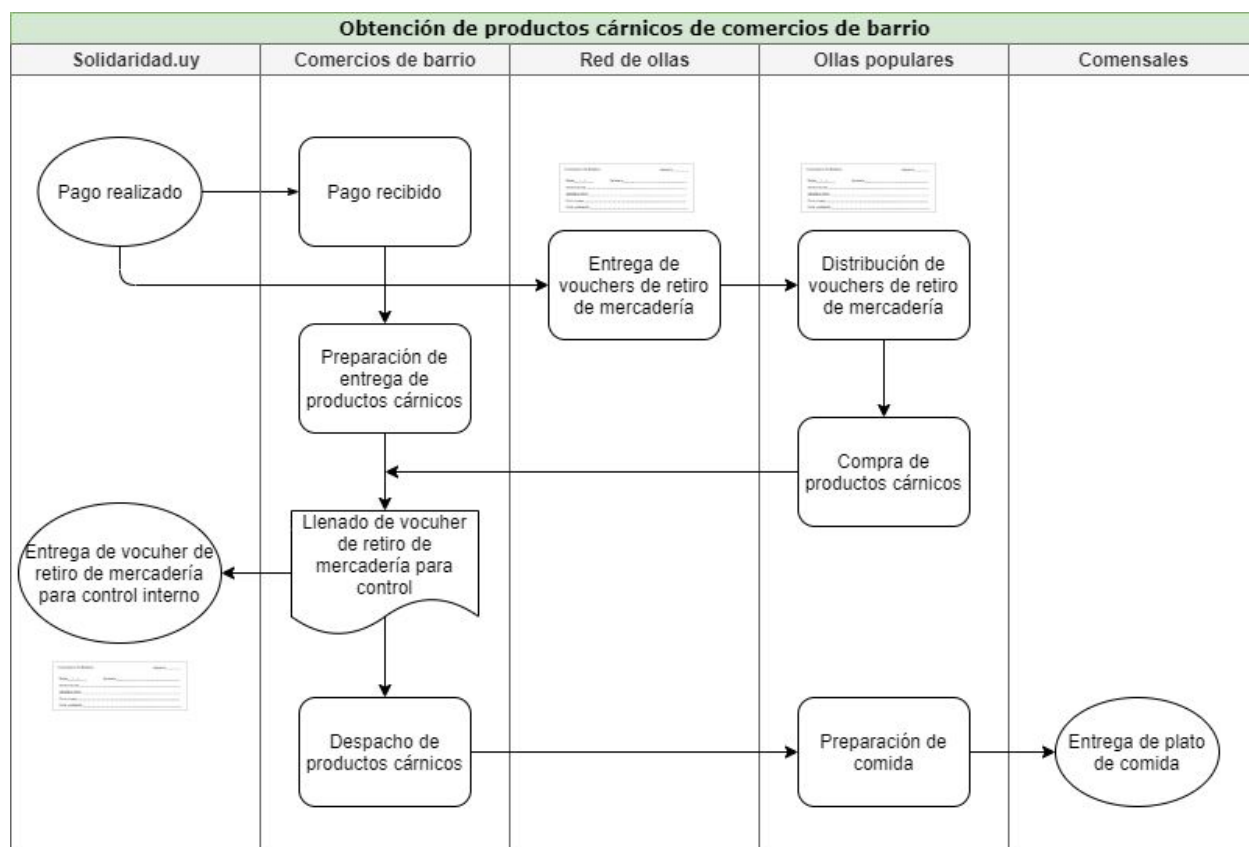 Obtención de productos cárnicos de comercios de barrio
Solidaridad.uy
Comercios de barrio
Red de ollas
Ollas populares
Comensales
Pago realizado
Pago recibido
Entrega de
vouchers de retiro
de mercadería
Distribución de
vouchers de retiro
de mercadería
Preparación de
entrega de
productos cárnicos
Compra de
productos cárnicos
Llenado de vocuher
de retiro de
mercadería para
control
Entrega de vocuher de
retiro de mercadería
para control interno
Despacho de
productos cárnicos
Preparación de
comida
Entrega de plato
de comida